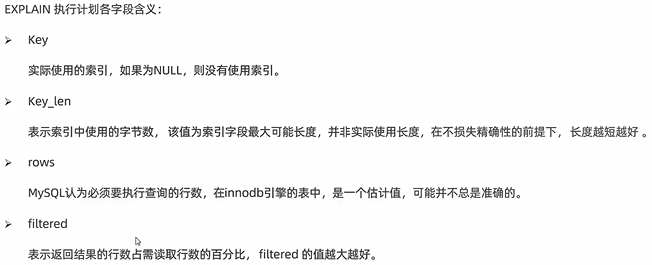 EXPLAIN 执行计划各字段含义：
➢ Key
实际使用的索引，如果为NULL，则没有使用索引。
➢ Key_len
表示索引中使用的字节数， 该值为索引字段最大可能长度，并非实际使用长度，在不损失精确性的前提下， 长度越短越好 。
➢ rows
MySQL认为必须要执行查询的行数，在innodb引擎的表中，是一个估计值，可能并不总是准确的。
➢ filtered
表示返回结果的行数占需读取行数的百分比， filtered 的值越大越好。